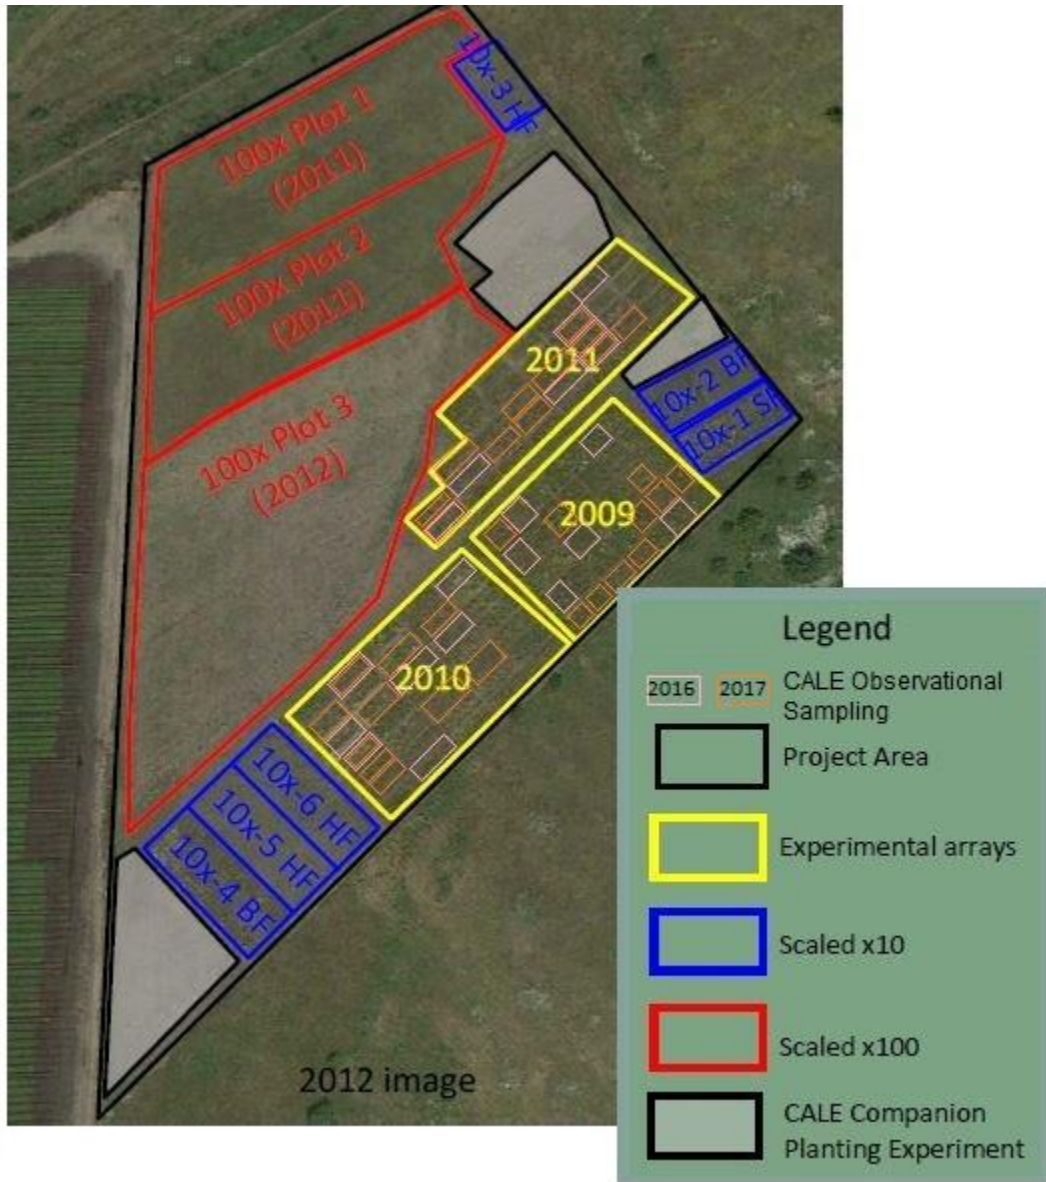 10x-3 HF
100x Plot 1
(2011)
100x Plot 2
(2011)
100x Plot 3
(2012)
2011
10x-2 BF
10x-1 SF
2009
2010
10x-6 HF
10x-5 HF
10x-4 BF
2012 image
Legend
2016 2017 CALE Observational
Sampling
Project Area
Experimental arrays
Scaled x10
Scaled x100
CALE Companion
Planting Experiment